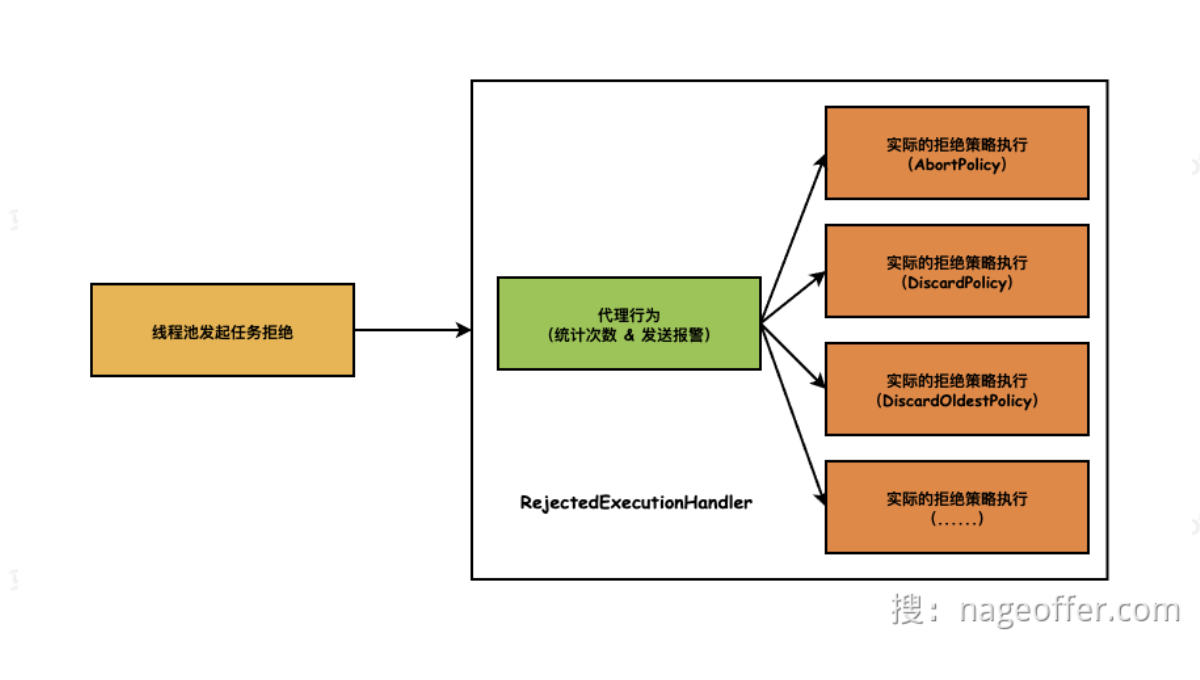 线程池发起任务拒绝
代理行为
（统计次数 & 发送报警）
RejectedExecutionHandler
实际的拒绝策略执行
（AbortPolicy）
实际的拒绝策略执行
（DiscardPolicy）
实际的拒绝策略执行
（DiscardOldestPolicy）
实际的拒绝策略执行
（......）
搜：nageoffer.com